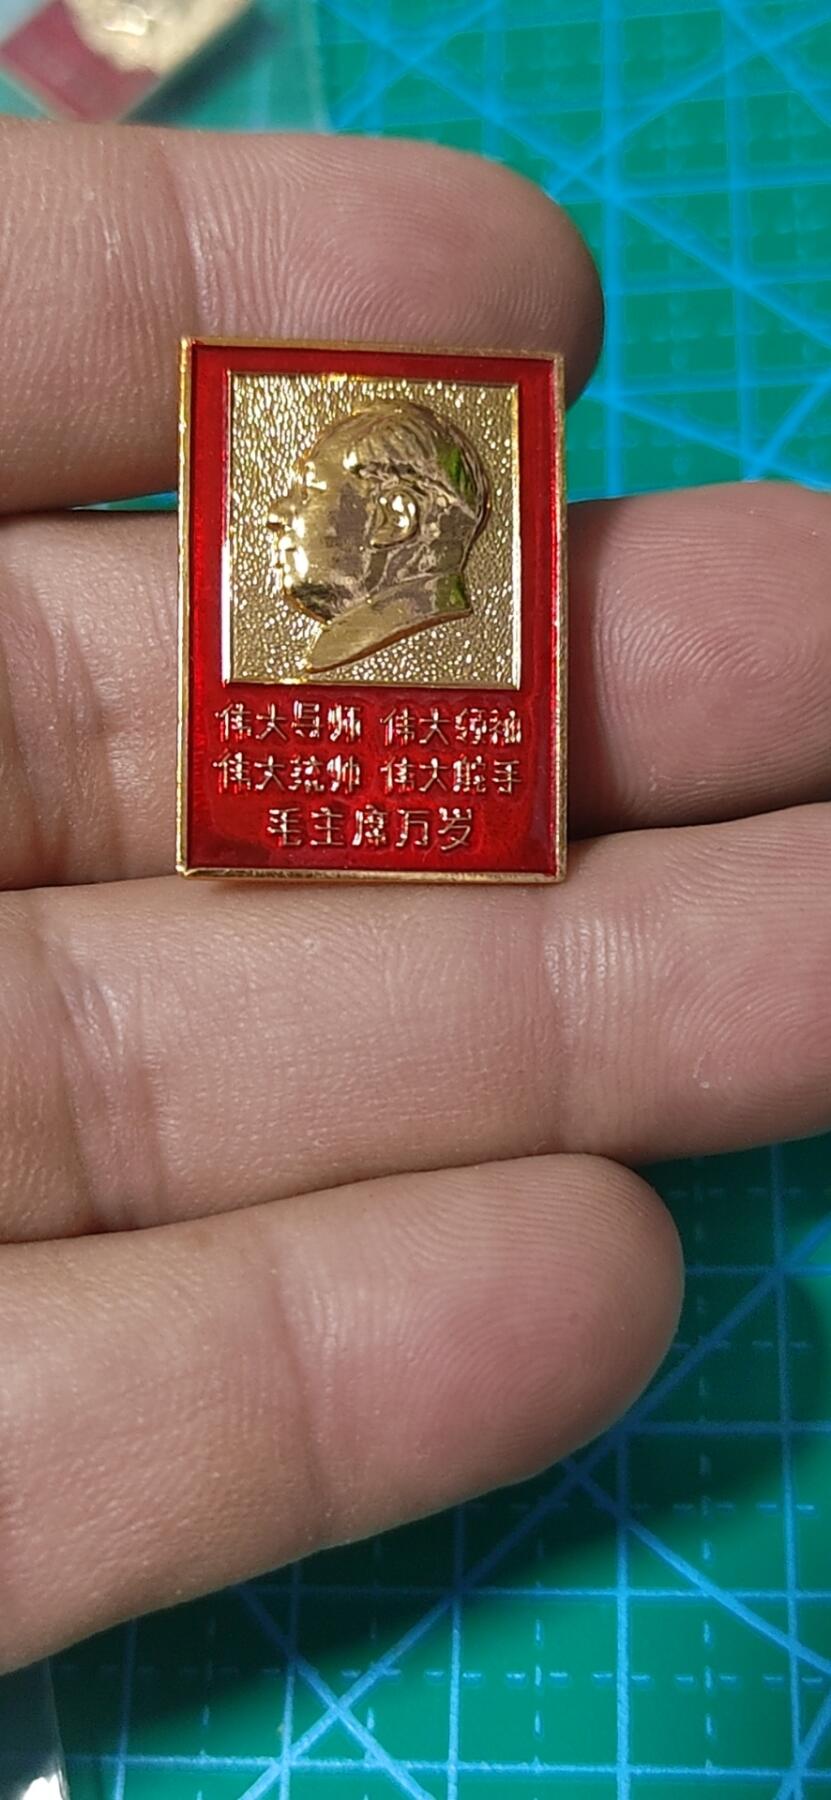 伟大导师 伟大领袖
伟大统帅 伟大舵手
毛主席万岁